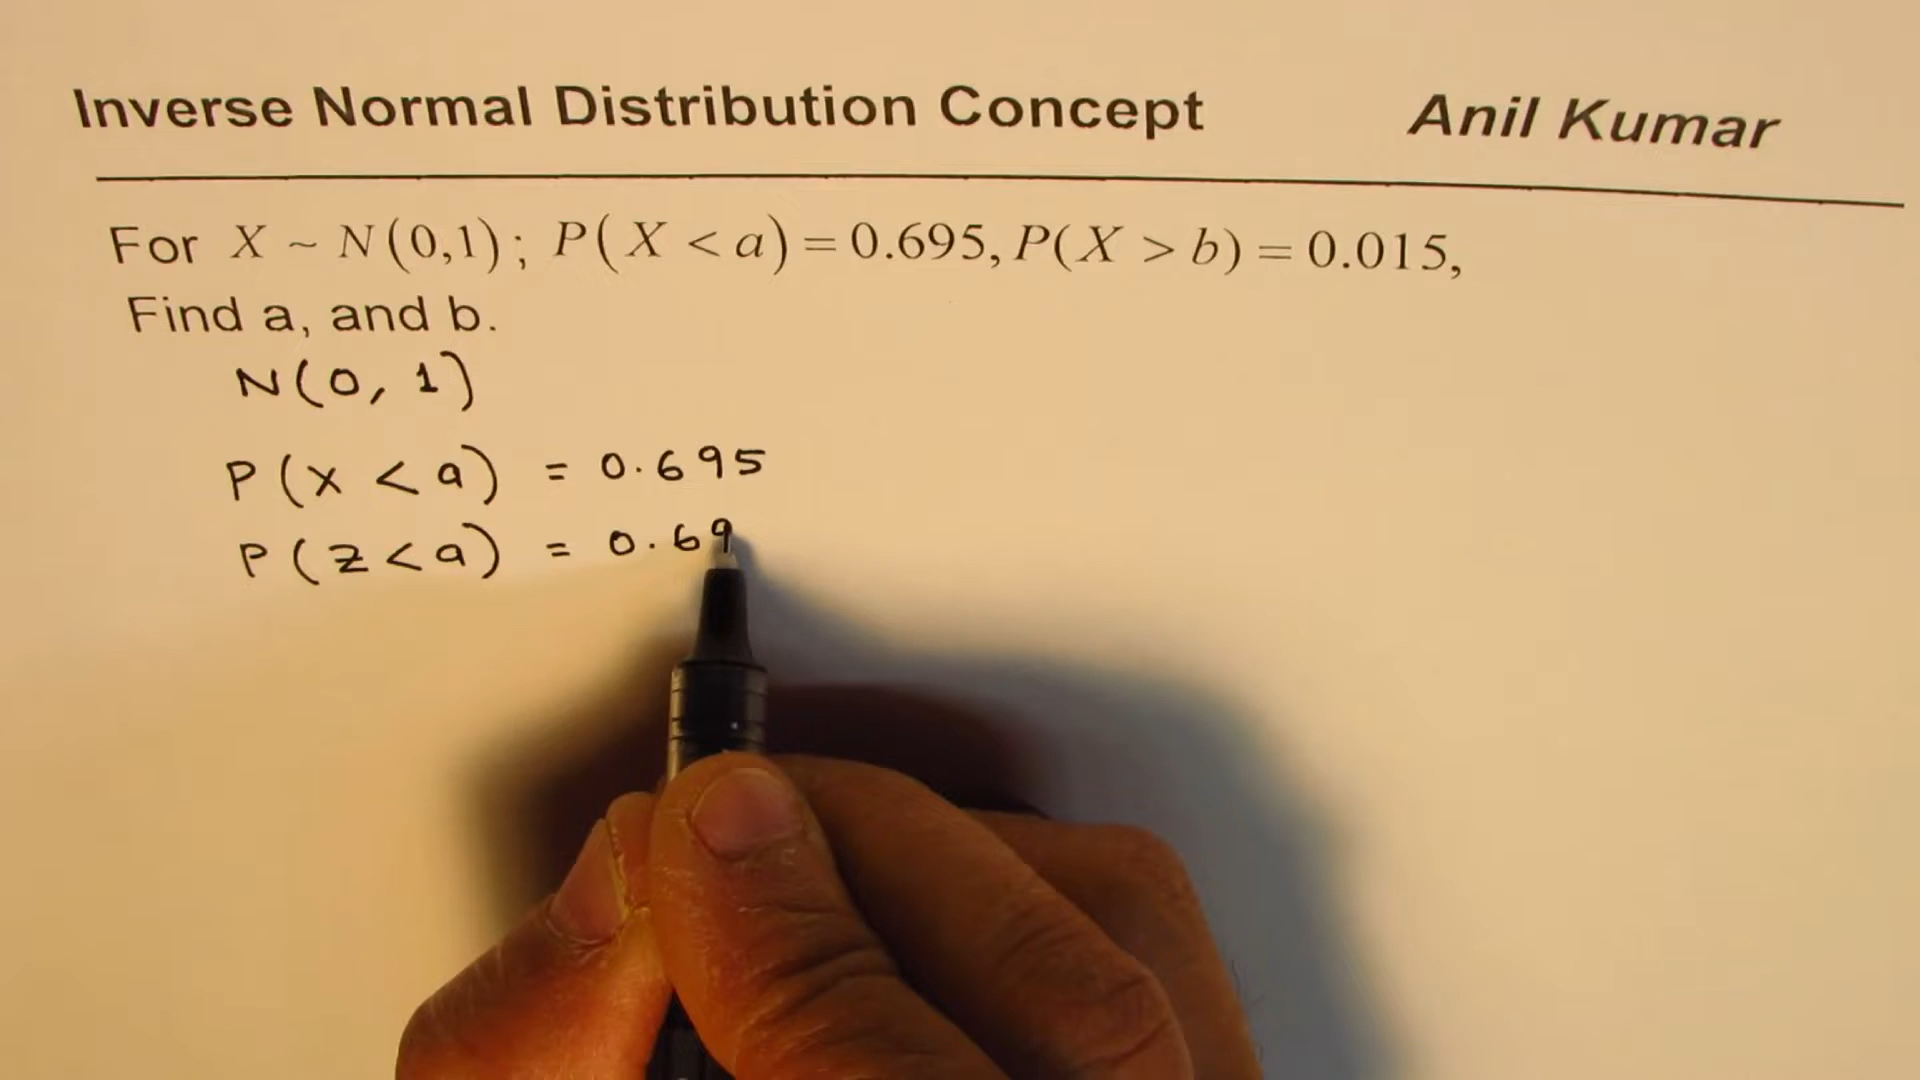 Inverse Normal Distribution Concept Anil Kumar
For X ~ N(0,1); P(X < a) = 0.695, P(X > b) = 0.015,
Find a, and b.
N(0, 1)
P(x < a) = 0.695
P(z < a) = 0.69